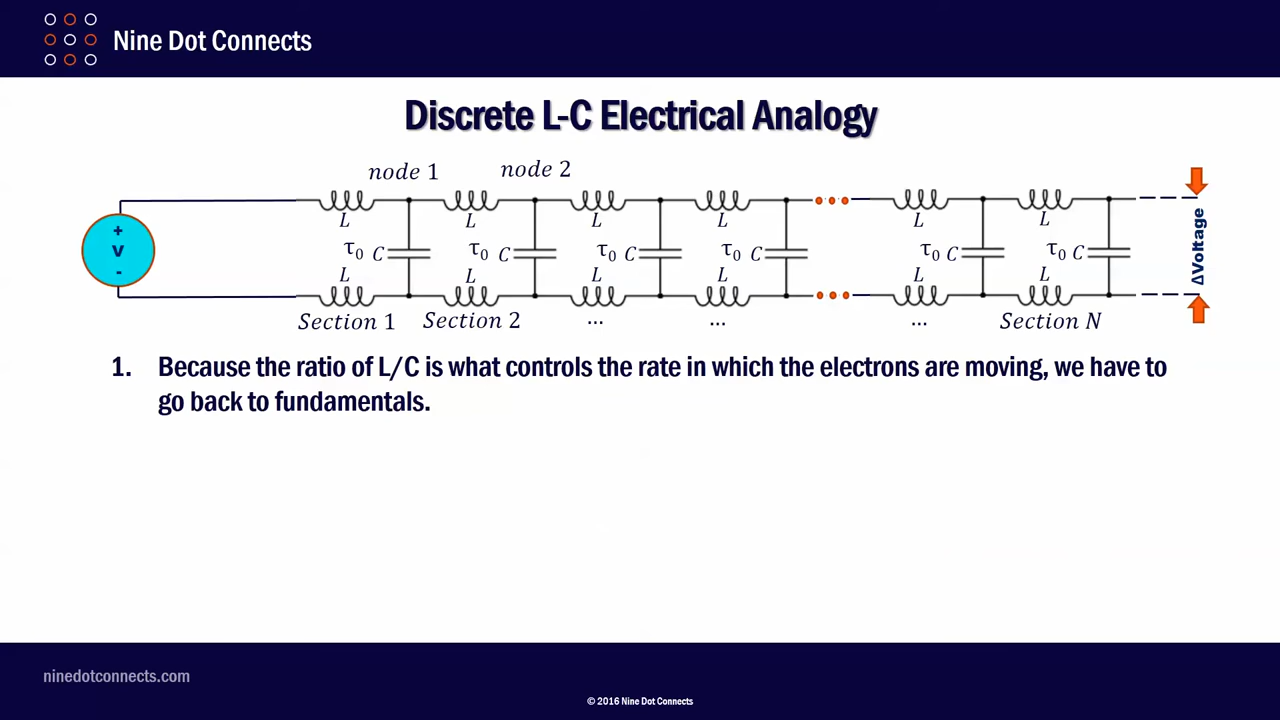 Nine Dot Connects
Discrete L-C Electrical Analogy
node 1 node 2
L L L L L L
+
V
-
τ0 C τ0 C τ0 C τ0 C τ0 C τ0 C
ΔVoltage
L L L L L L
Section 1 Section 2 ... ... ... Section N
1. Because the ratio of L/C is what controls the rate in which the electrons are moving, we have to
go back to fundamentals.
ninedotconnects.com
© 2016 Nine Dot Connects